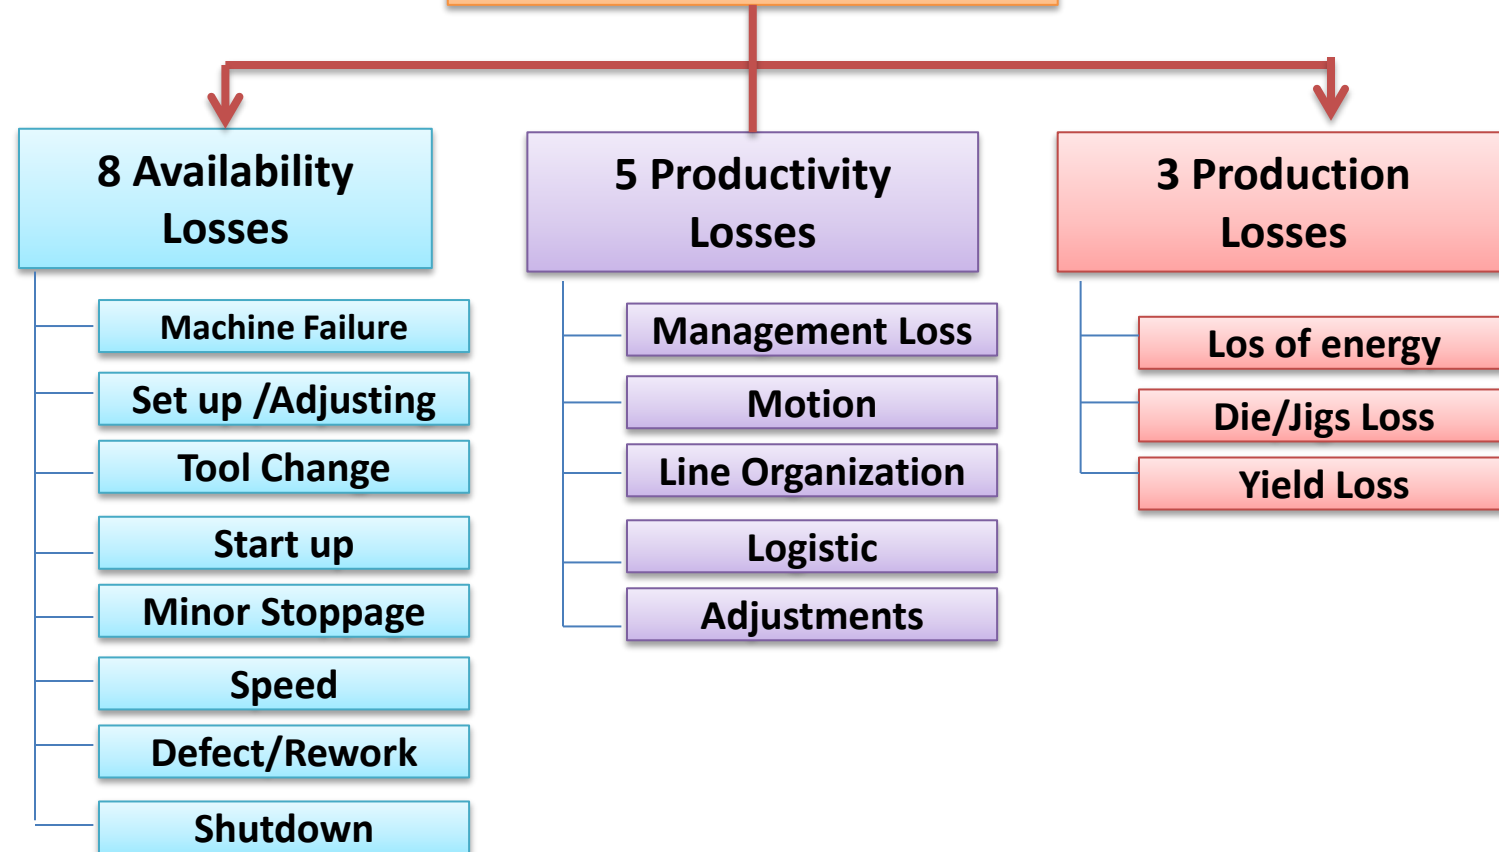 8 Availability
Losses
Machine Failure
Set up /Adjusting
Tool Change
Start up
Minor Stoppage
Speed
Defect/Rework
Shutdown
5 Productivity
Losses
Management Loss
Motion
Line Organization
Logistic
Adjustments
3 Production
Losses
Los of energy
Die/Jigs Loss
Yield Loss